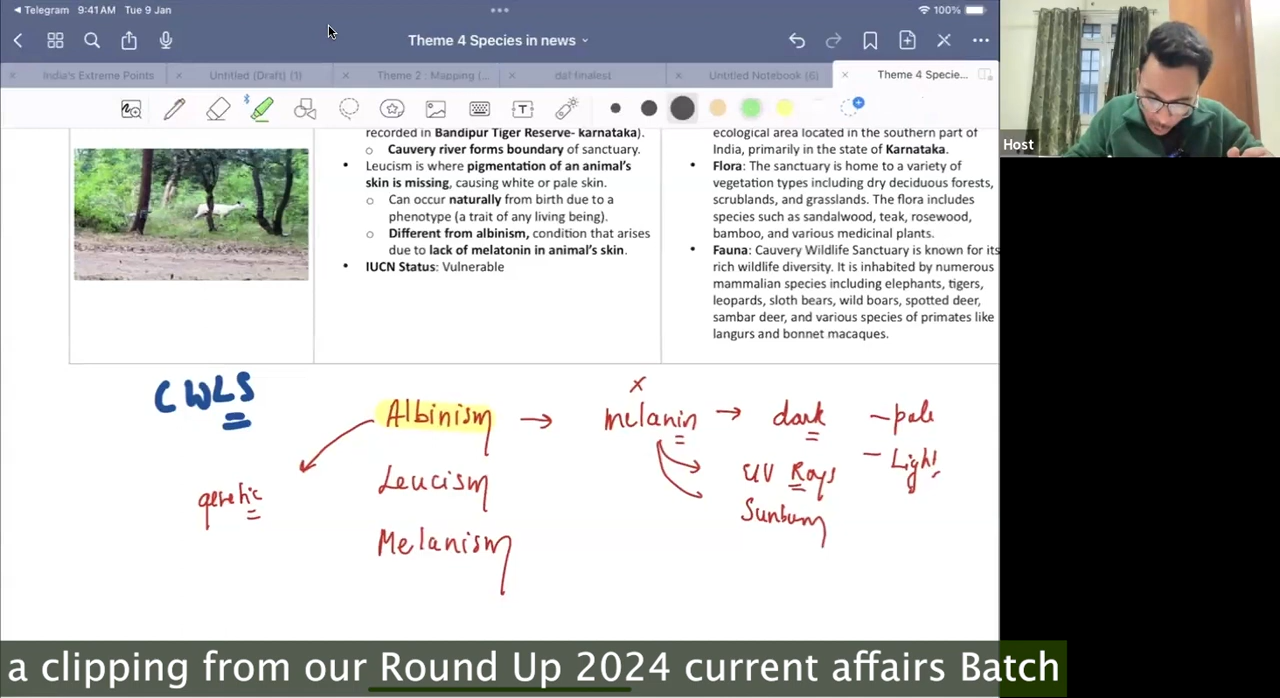 Telegram 9:41AM Tue 9 Jan
100%
Theme 4 Species in news
India's Extreme Points
Untitled (Draft) (1)
Theme 2 : Mapping (...
daf finalest
Untitled Notebook (6)
Theme 4 Specie...
Host
recorded in Bandipur Tiger Reserve- karnataka).
Cauvery river forms boundary of sanctuary.
Leucism is where pigmentation of an animal's
skin is missing, causing white or pale skin.
Can occur naturally from birth due to a
phenotype (a trait of any living being).
Different from albinism, condition that arises
due to lack of melatonin in animal's skin.
IUCN Status: Vulnerable
ecological area located in the southern part of
India, primarily in the state of Karnataka.
Flora: The sanctuary is home to a variety of
vegetation types including dry deciduous forests,
scrublands, and grasslands. The flora includes
species such as sandalwood, teak, rosewood,
bamboo, and various medicinal plants.
Fauna: Cauvery Wildlife Sanctuary is known for its
rich wildlife diversity. It is inhabited by numerous
mammalian species including elephants, tigers,
leopards, sloth bears, wild boars, spotted deer,
sambar deer, and various species of primates like
langurs and bonnet macaques.
CWLS
Albinism → melanin → dark - pale
x
- Light
genetic
Leucism
UV Rays
Sunburn
Melanism
a clipping from our Round Up 2024 current affairs Batch